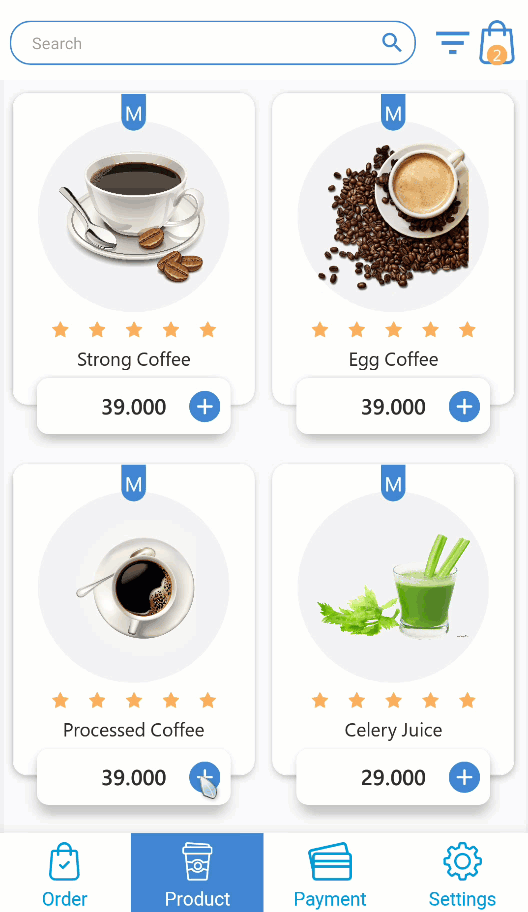 Search
2
M
M
Strong Coffee
Egg Coffee
39.000
39.000
M
M
Processed Coffee
Celery Juice
39.000
29.000
Order
Product
Payment
Settings